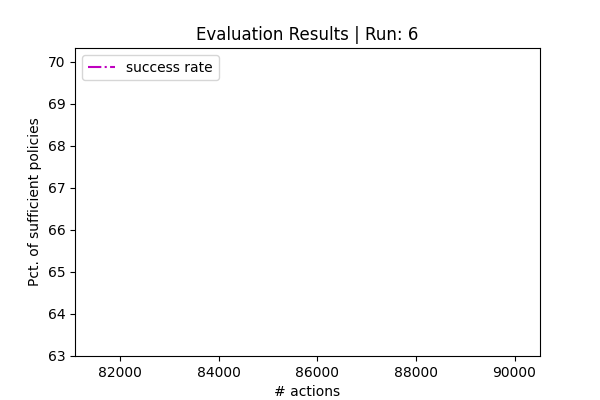 Evaluation Results | Run: 6
success rate
Pct. of sufficient policies
70
69
68
67
66
65
64
63
82000 84000 86000 88000 90000
# actions